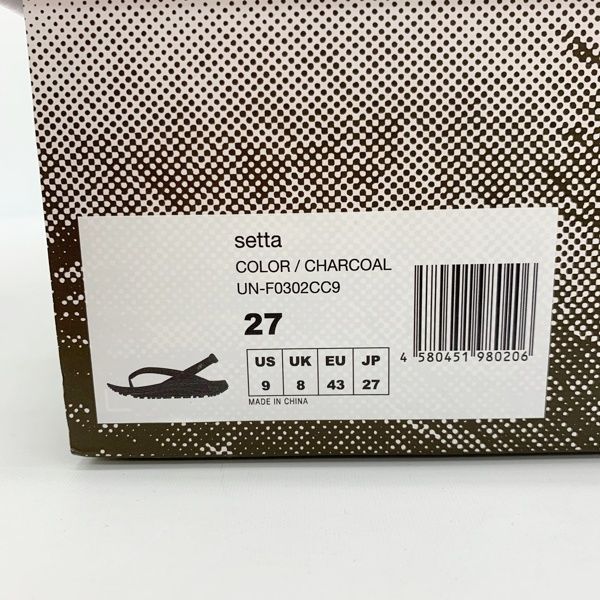 setta
COLOR / CHARCOAL
UN-F0302CC9
27
US UK EU JP
9 8 43 27
MADE IN CHINA
4 580451 980206